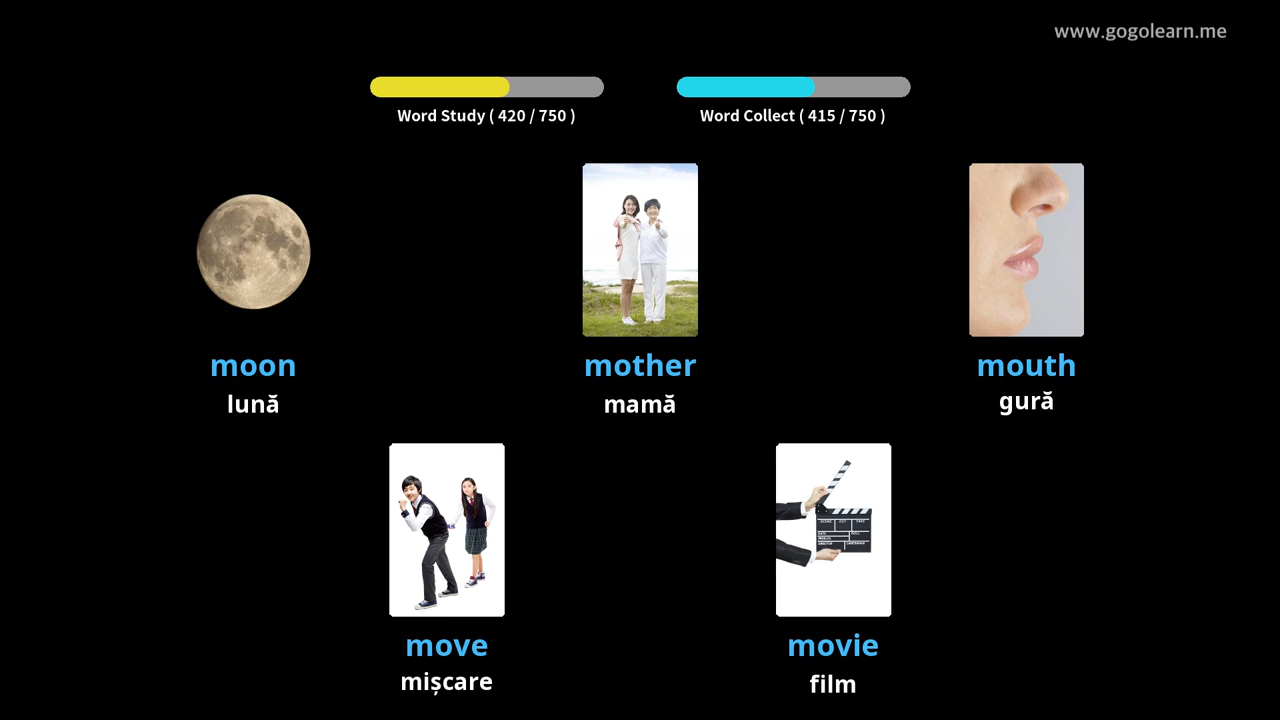 www.gogolearn.me
Word Study ( 420 / 750 )
Word Collect ( 415 / 750 )
moon
lună
mother
mamă
mouth
gură
move
mișcare
movie
film